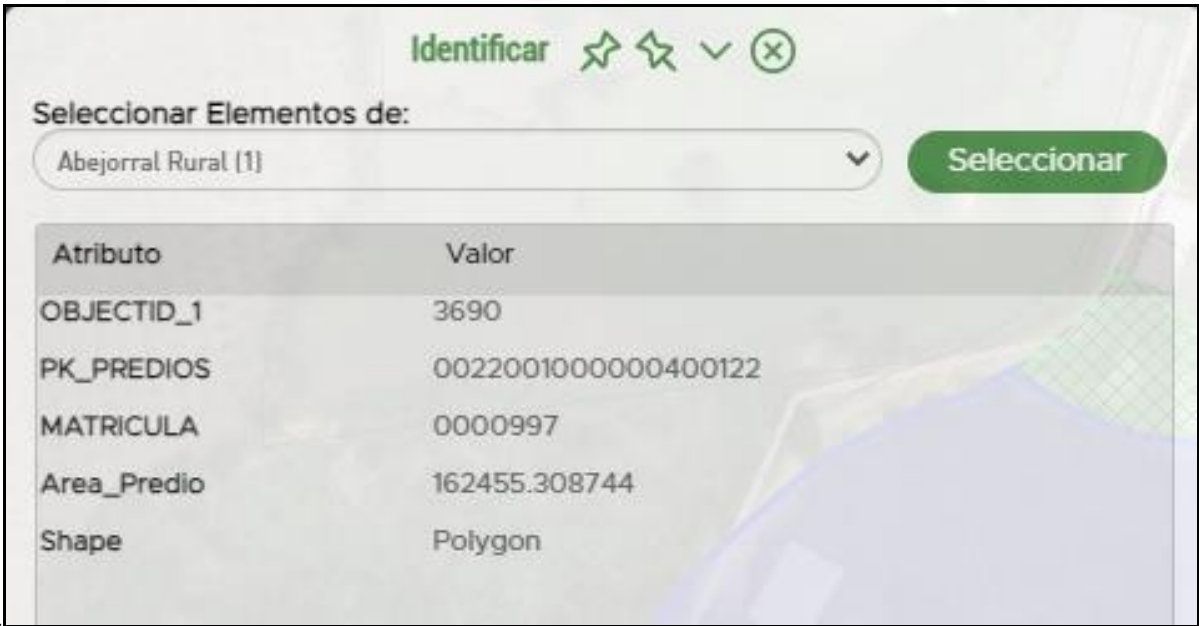 Identificar
Seleccionar Elementos de:
Abejorral Rural (1)
Seleccionar
Atributo Valor
OBJECTID_1 3690
PK_PREDIOS 0022001000000400122
MATRICULA 0000997
Area_Predio 162455.308744
Shape Polygon